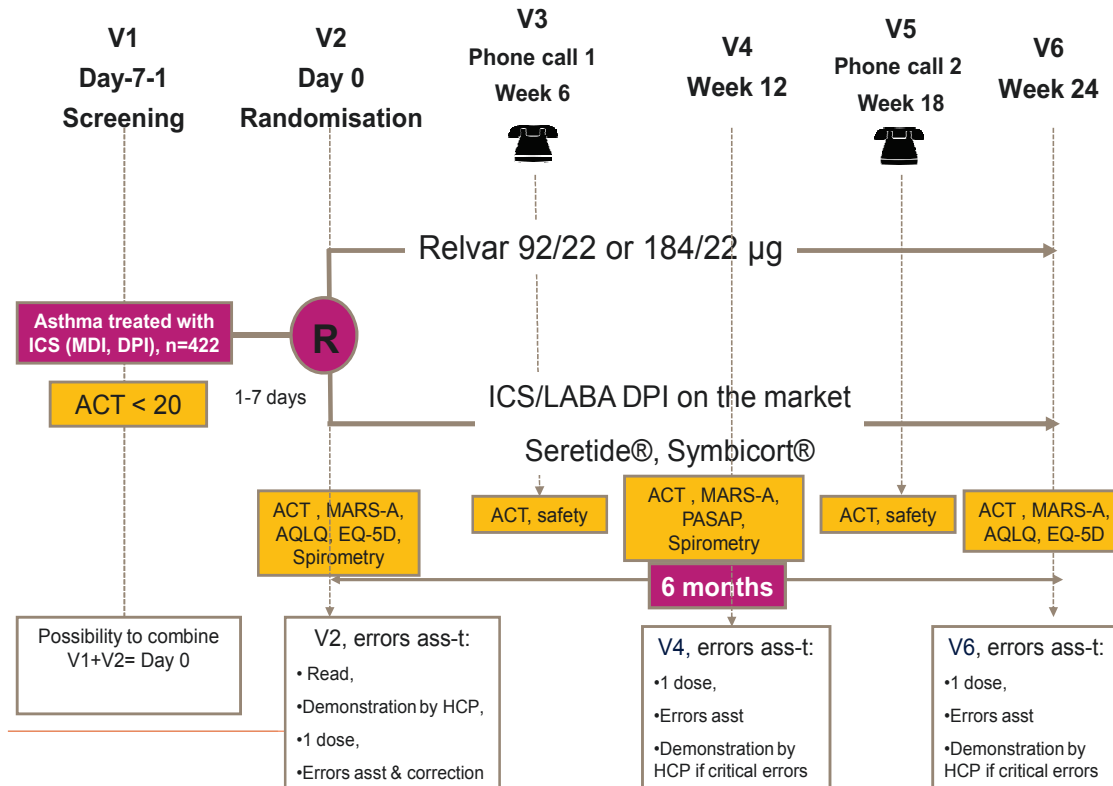 V1
Day-7-1
Screening
V2
Day 0
Randomisation
V3
Phone call 1
Week 6
V4
Week 12
V5
Phone call 2
Week 18
V6
Week 24
Relvar 92/22 or 184/22 µg
Asthma treated with
ICS (MDI, DPI), n=422
R
ACT < 20
1-7 days
ICS/LABA DPI on the market
Seretide®, Symbicort®
ACT , MARS-A,
AQLQ, EQ-5D,
Spirometry
ACT, safety
ACT , MARS-A,
PASAP,
Spirometry
ACT, safety
ACT , MARS-A,
AQLQ, EQ-5D
6 months
Possibility to combine
V1+V2= Day 0
V2, errors ass-t:
•Read,
•Demonstration by HCP,
•1 dose,
•Errors asst & correction
V4, errors ass-t:
•1 dose,
•Errors asst
•Demonstration by
HCP if critical errors
V6, errors ass-t:
•1 dose,
•Errors asst
•Demonstration by
HCP if critical errors